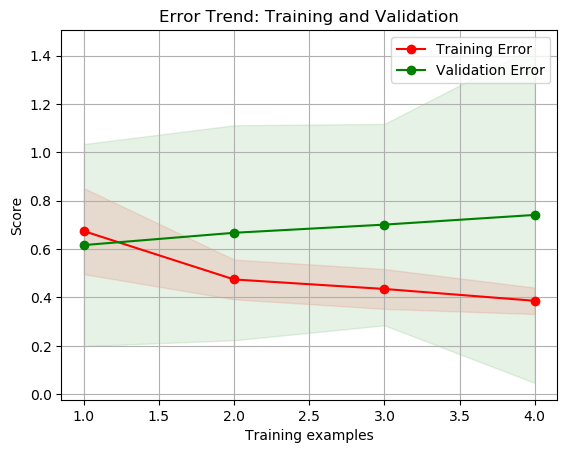 Error Trend: Training and Validation
Training Error
Validation Error
1.4
1.2
1.0
0.8
0.6
0.4
0.2
0.0
Score
1.0 1.5 2.0 2.5 3.0 3.5 4.0
Training examples